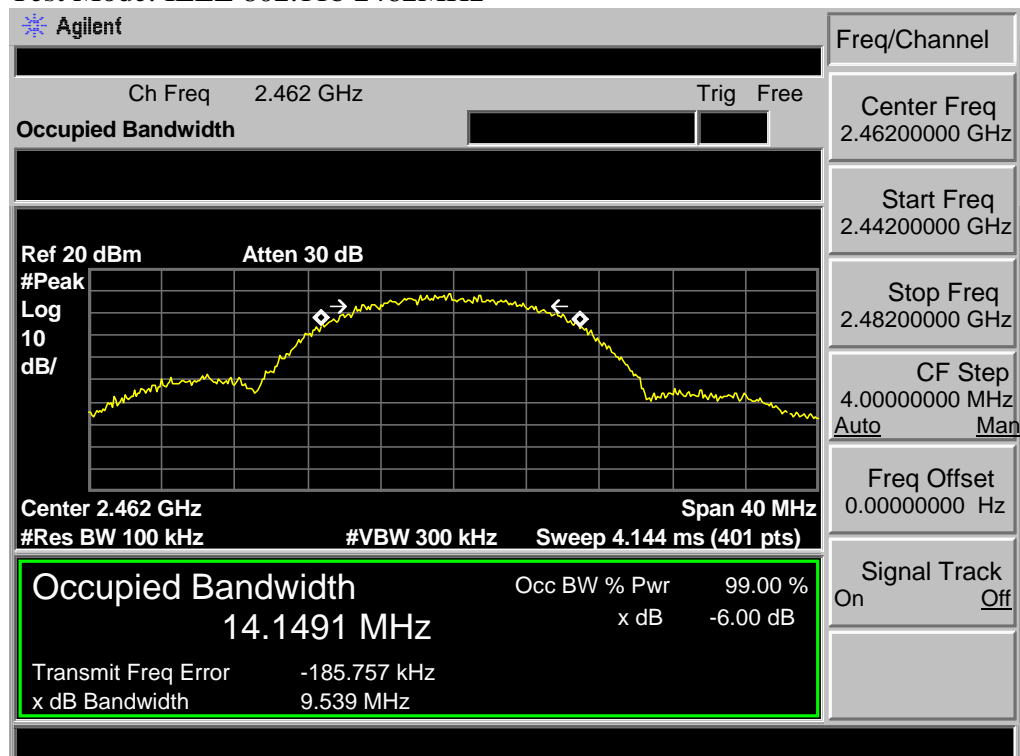 Agilent
Freq/Channel
Ch Freq 2.462 GHz Trig Free
Occupied Bandwidth
Center Freq
2.46200000 GHz
Start Freq
2.44200000 GHz
Ref 20 dBm Atten 30 dB
#Peak
Log
10
dB/
Stop Freq
2.48200000 GHz
CF Step
4.00000000 MHz
Auto Man
Center 2.462 GHz Span 40 MHz
#Res BW 100 kHz #VBW 300 kHz Sweep 4.144 ms (401 pts)
Freq Offset
0.00000000 Hz
Occupied Bandwidth Occ BW % Pwr 99.00 %
14.1491 MHz x dB -6.00 dB
Transmit Freq Error -185.757 kHz
x dB Bandwidth 9.539 MHz
Signal Track
On Off